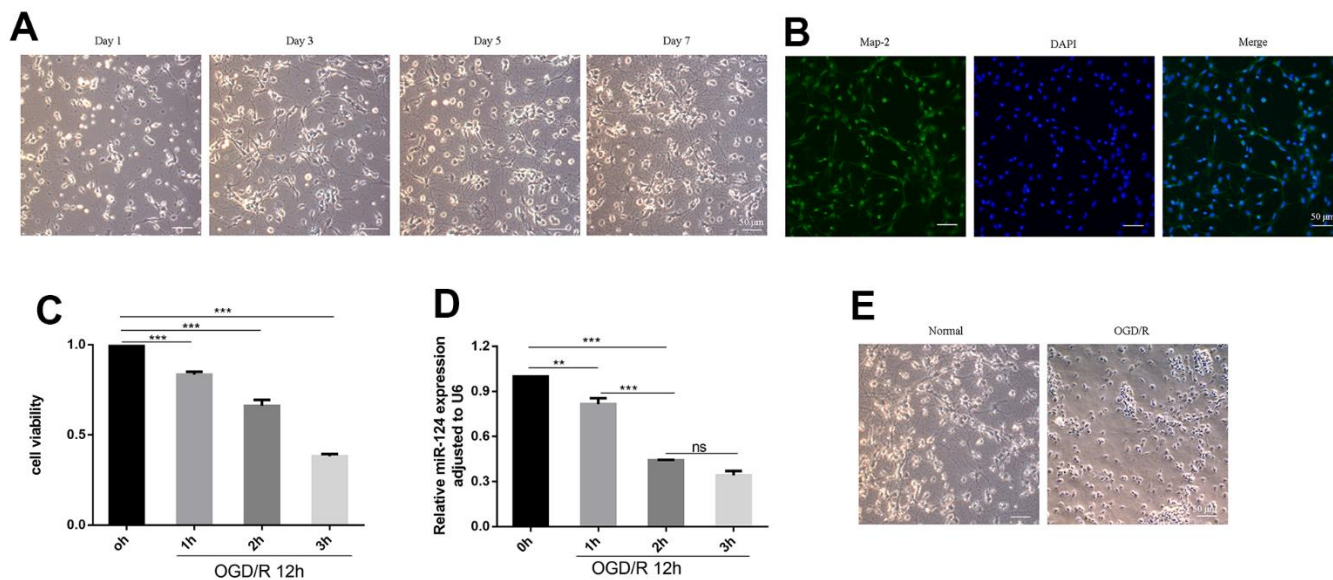 A
Day 1
Day 3
Day 5
Day 7
50 μm
B
Map-2
DAPI
Merge
50 μm
C
***
***
***
1.0
0.5
0.0
cell viability
oh
1h
2h
3h
OGD/R 12h
D
***
**
***
ns
1.2
0.9
0.6
0.3
0.0
Relative miR-124 expression
adjusted to U6
0h
1h
2h
3h
OGD/R 12h
E
Normal
OGD/R
50 μm